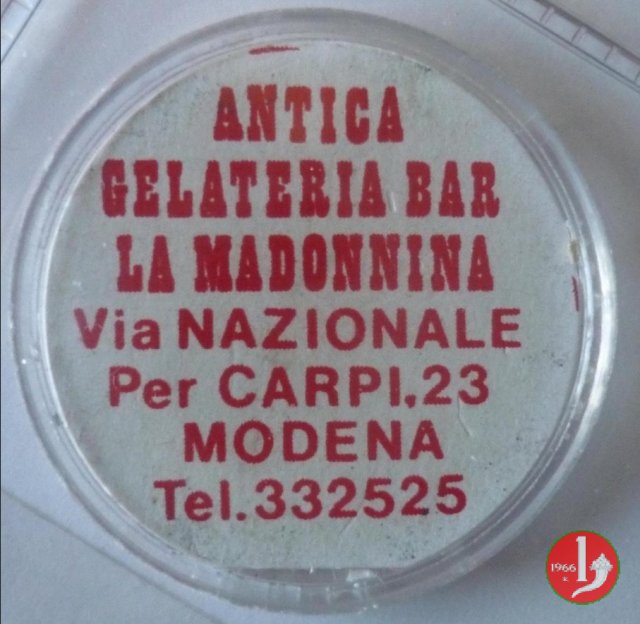 ANTICA
GELATERIA BAR
LA MADONNINA
Via NAZIONALE
Per CARPI,23
MODENA
Tel.332525
1966